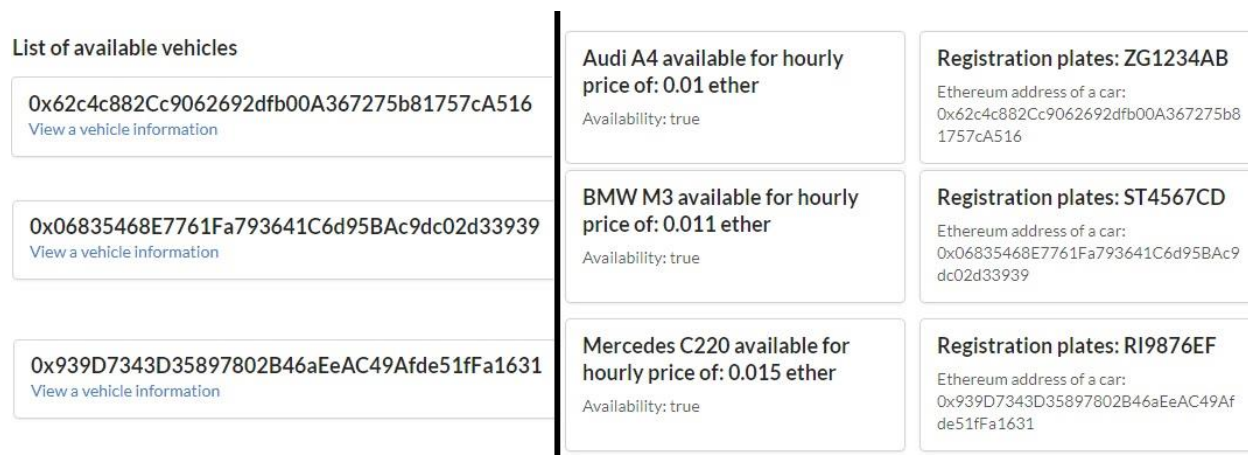 List of available vehicles
0x62c4c882Cc9062692dfb00A367275b81757cA516
View a vehicle information
0x06835468E7761Fa793641C6d95BAc9dc02d33939
View a vehicle information
0x939D7343D35897802B46aEeAC49Afde51fFa1631
View a vehicle information
Audi A4 available for hourly
price of: 0.01 ether
Availability: true
Registration plates: ZG1234AB
Ethereum address of a car:
0x62c4c882Cc9062692dfb00A367275b8
1757cA516
BMW M3 available for hourly
price of: 0.011 ether
Availability: true
Registration plates: ST4567CD
Ethereum address of a car:
0x06835468E7761Fa793641C6d95BAc9
dc02d33939
Mercedes C220 available for
hourly price of: 0.015 ether
Availability: true
Registration plates: RI9876EF
Ethereum address of a car:
0x939D7343D35897802B46aEeAC49Af
de51fFa1631